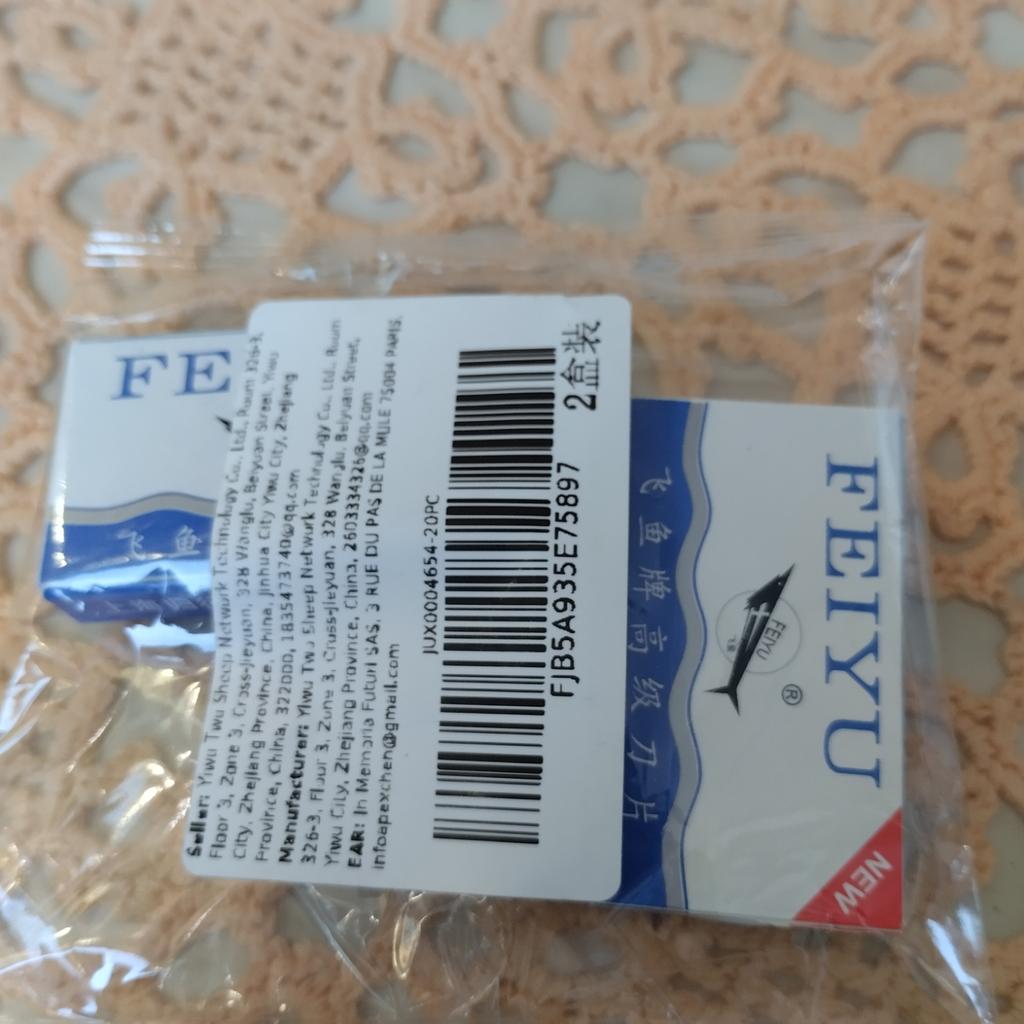 Seller: Yiwu Two Sheep Network Technology Co., Ltd., Room 326-3,
Floor 3, Zone 3, Cross-Jieyuan, 328 Wanglu, Beiyuan Street, Yiwu
City, Zhejiang Province, China, Jinhua City Yiwu City, Zhejiang
Province, China, 322000, 1835473740@qq.com
Manufacturer: Yiwu Two Sheep Network Technology Co., Ltd., Room
326-3, Floor 3, Zone 3, Cross-Jieyuan, 328 Wanglu, Beiyuan Street,
Yiwu City, Zhejiang Province, China, 2603334326@qq.com
EAR: In Memoria Futuri SAS, 3 RUE DU PAS DE LA MULE 75004 PARIS,
infoapexchen@gmail.com
JUX0004654-20PC
FJB5A935E75897
2盒装
FE
飞鱼牌高级刀片
FEIYU
FEIYU
®
NEW